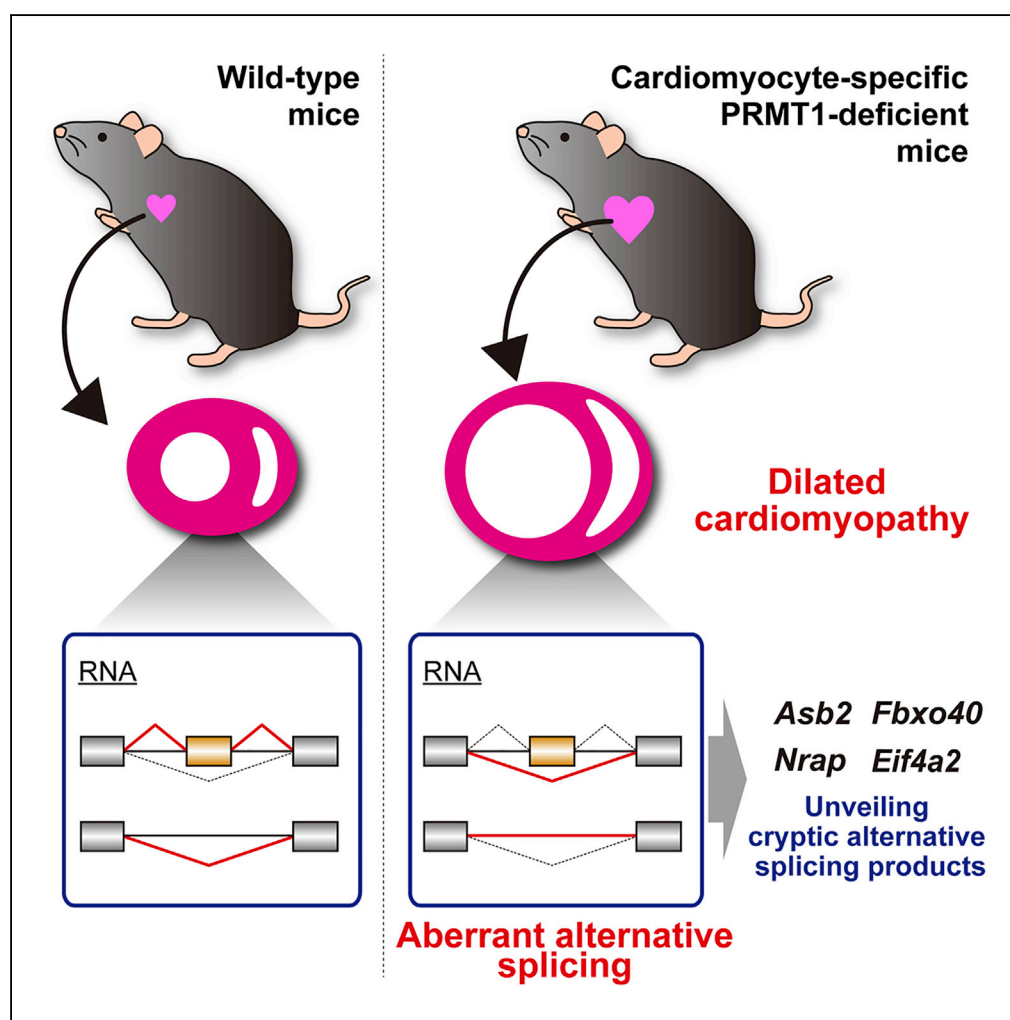 Wild-type
mice
Cardiomyocyte-specific
PRMT1-deficient
mice
Dilated
cardiomyopathy
RNA
RNA
Asb2 Fbxo40
Nrap Eif4a2
Unveiling
cryptic alternative
splicing products
Aberrant alternative
splicing